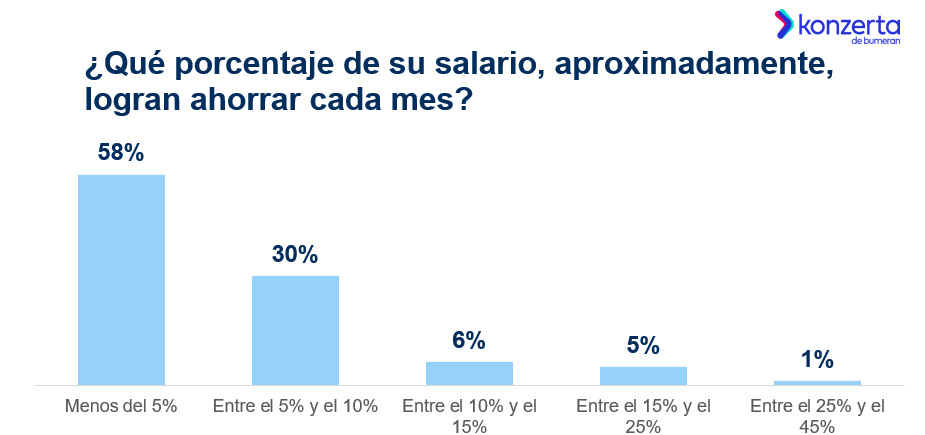 konzerta
de bumeran
¿Qué porcentaje de su salario, aproximadamente,
logran ahorrar cada mes?
58%
30%
6%
5%
1%
Menos del 5%
Entre el 5% y el 10%
Entre el 10% y el
15%
Entre el 15% y el
25%
Entre el 25% y el
45%